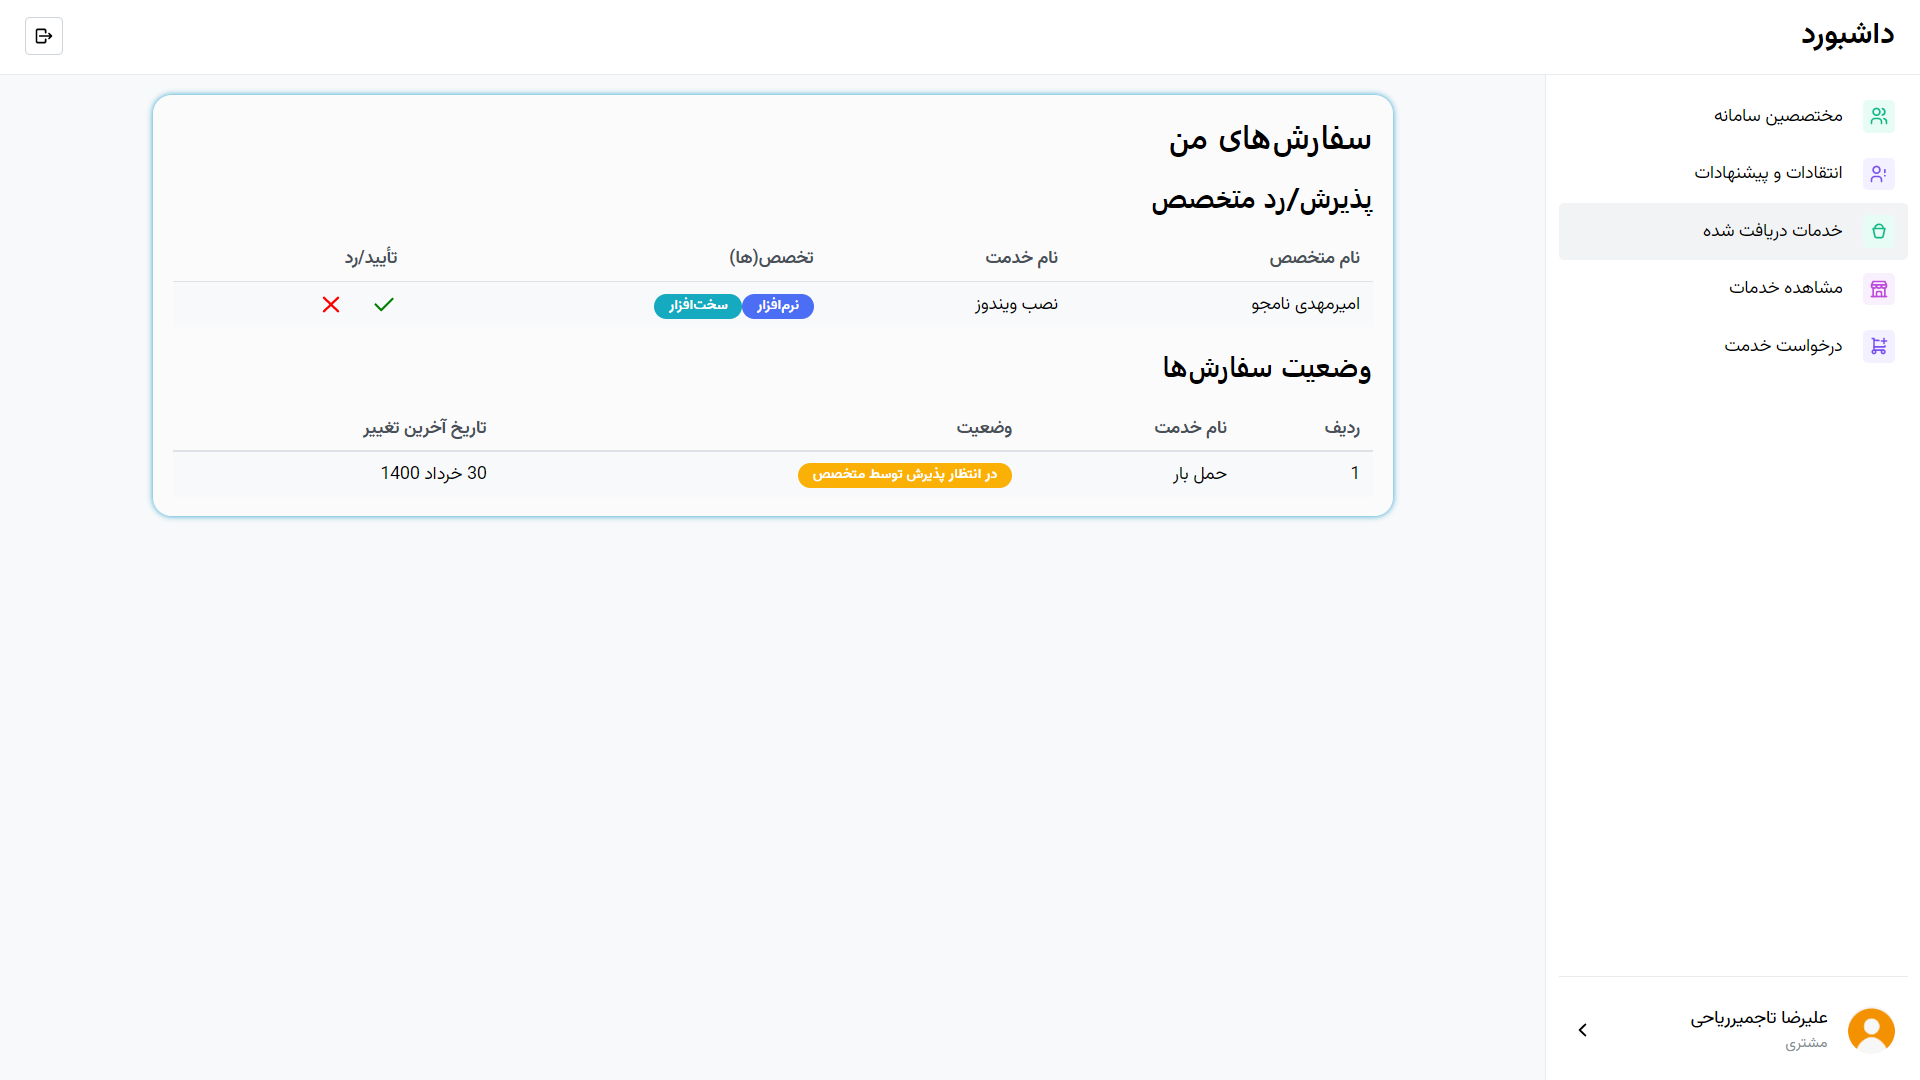 داشبورد
مختصصین سامانه
انتقادات و پیشنهادات
خدمات دریافت شده
مشاهده خدمات
درخواست خدمت
سفارش‌های من
پذیرش/رد متخصص
نام متخصص نام خدمت تخصص(ها) تأیید/رد
امیرمهدی نامجو نصب ویندوز نرم‌افزار سخت‌افزار
وضعیت سفارش‌ها
ردیف نام خدمت وضعیت تاریخ آخرین تغییر
1 حمل بار در انتظار پذیرش توسط متخصص 30 خرداد 1400
علیرضا تاجمیرریاحی
مشتری